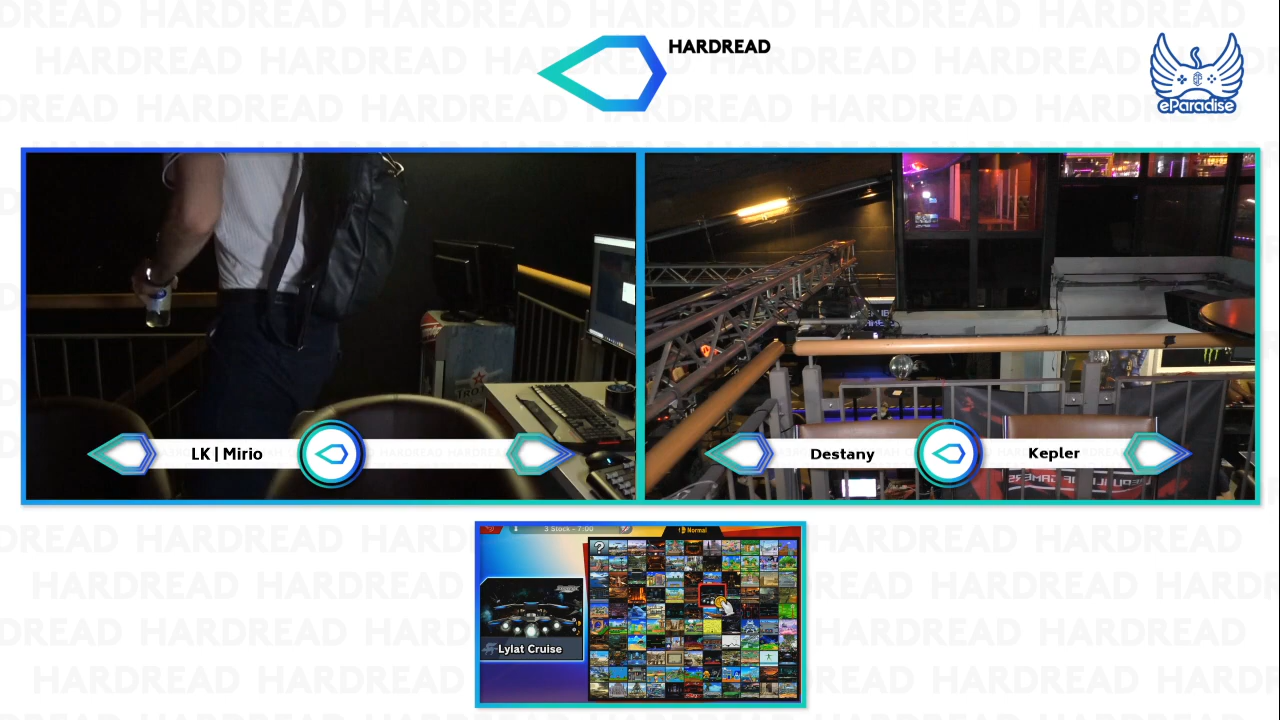 HARDREAD
eParadise
LK | Mirio
Destany
Kepler
3 Stock - 7:00
Normal
?
Lylat Cruise